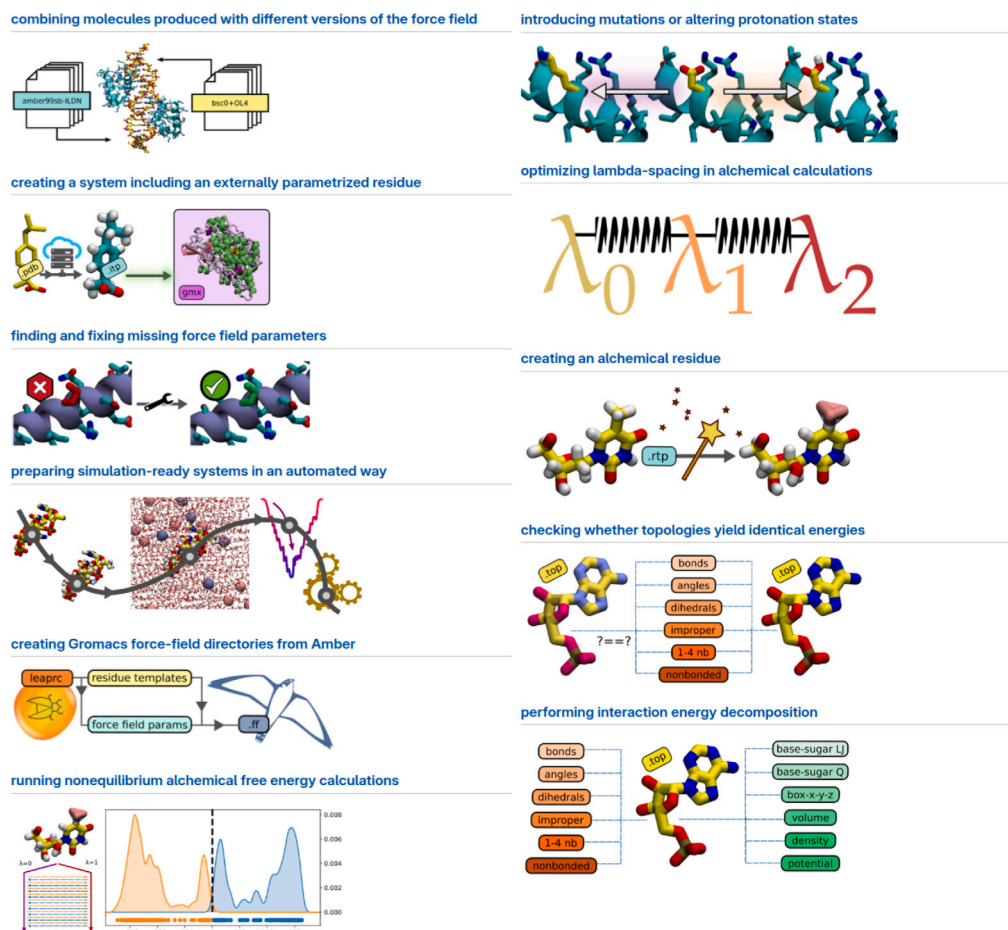 combining molecules produced with different versions of the force field
amber99sb-ILDN
bsc0+OL4
creating a system including an externally parametrized residue
.pdb
.itp
gmx
finding and fixing missing force field parameters
preparing simulation-ready systems in an automated way
creating Gromacs force-field directories from Amber
leaprc
residue templates
force field params
.ff
running nonequilibrium alchemical free energy calculations
λ=0
λ=1
0.008
0.006
0.004
0.002
0.000
introducing mutations or altering protonation states
optimizing lambda-spacing in alchemical calculations
λ0 λ1 λ2
creating an alchemical residue
.rtp
checking whether topologies yield identical energies
.top
bonds
angles
dihedrals
improper
1-4 nb
nonbonded
?==?
.top
performing interaction energy decomposition
bonds
angles
dihedrals
improper
1-4 nb
nonbonded
.top
base-sugar LJ
base-sugar Q
box-x-y-z
volume
density
potential